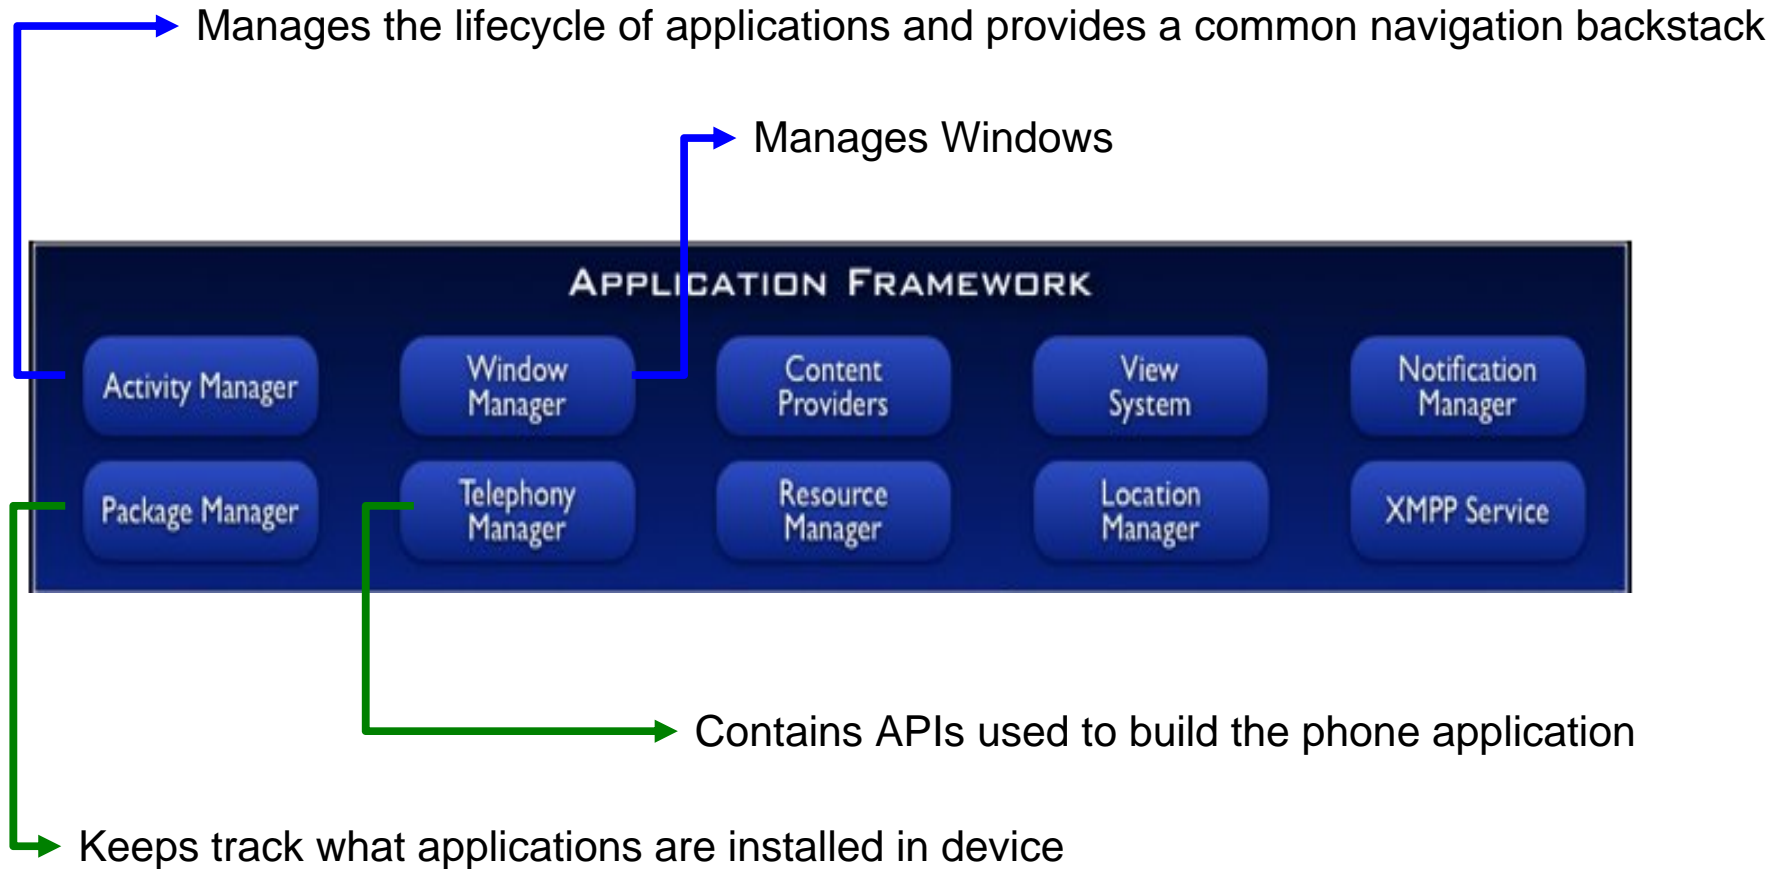 Manages the lifecycle of applications and provides a common navigation backstack
Manages Windows
APPLICATION FRAMEWORK
Activity Manager
Window
Manager
Content
Providers
View
System
Notification
Manager
Package Manager
Telephony
Manager
Resource
Manager
Location
Manager
XMPP Service
Contains APIs used to build the phone application
Keeps track what applications are installed in device